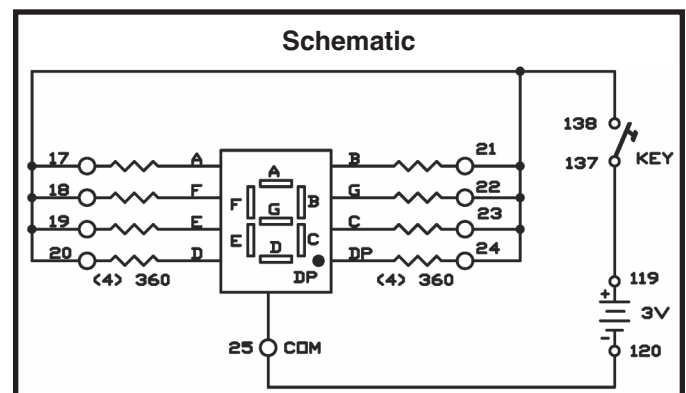 Schematic
138
KEY
137
17 A
18 F
19 E
20 D
(4) 360
A
F B
G
E C
D
DP
B 21
G 22
C 23
DP 24
(4) 360
119
+
3V
-
120
25 COM